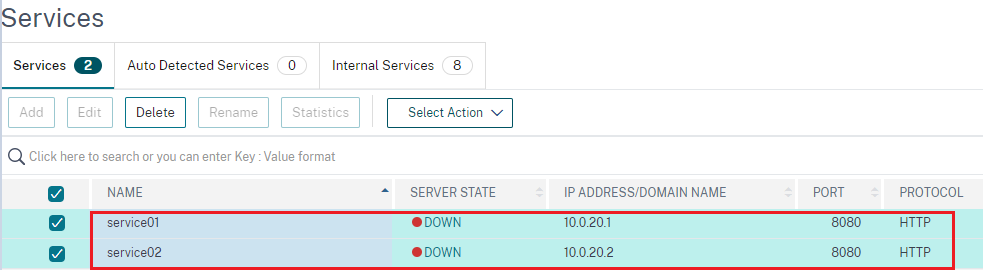 Services
Services 2 Auto Detected Services 0 Internal Services 8
Add Edit Delete Rename Statistics Select Action
Click here to search or you can enter Key : Value format
NAME SERVER STATE IP ADDRESS/DOMAIN NAME PORT PROTOCOL
service01 DOWN 10.0.20.1 8080 HTTP
service02 DOWN 10.0.20.2 8080 HTTP